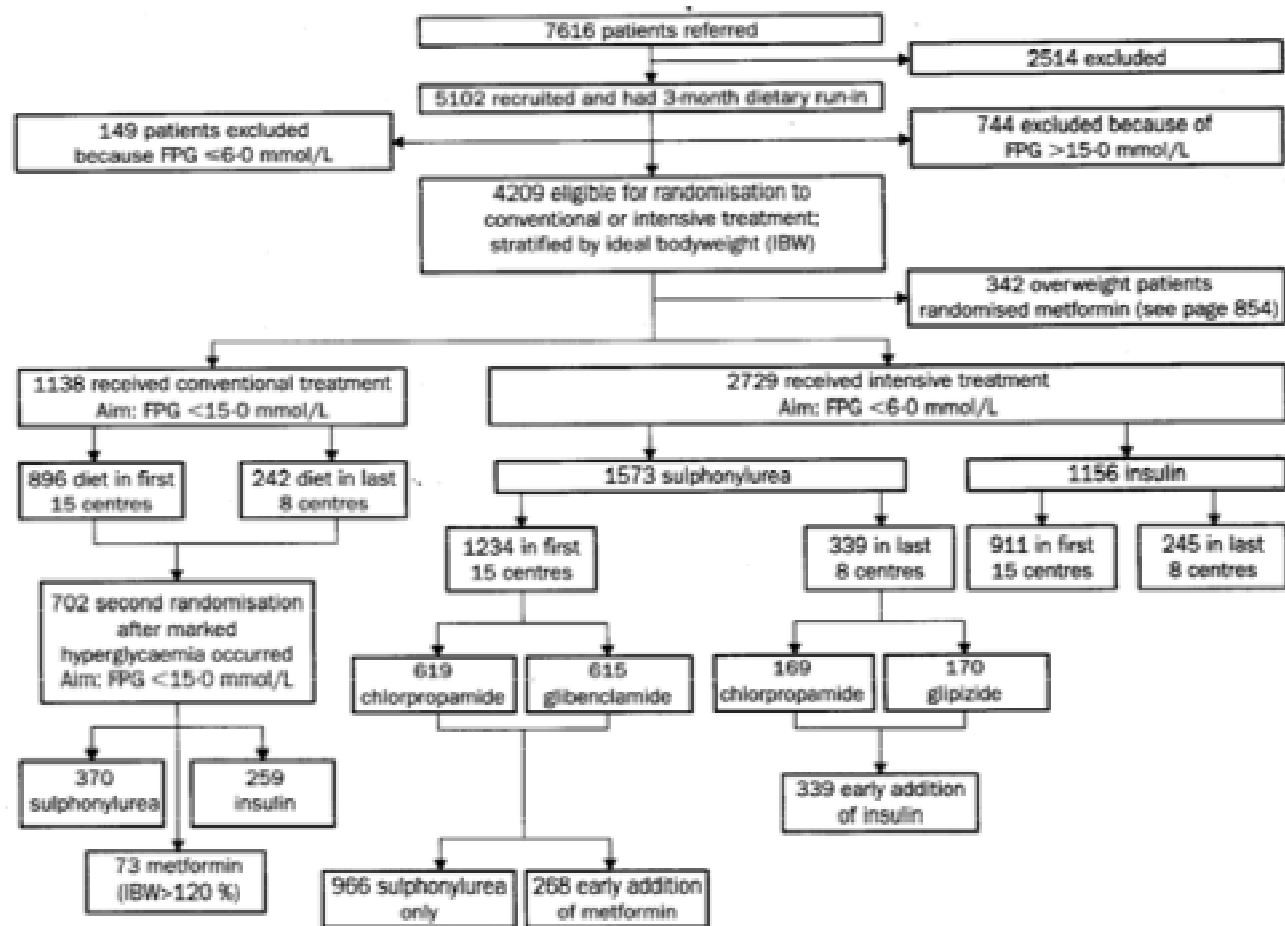 7616 patients referred
2514 excluded
5102 recruited and had 3-month dietary run-in
149 patients excluded
because FPG ≤6·0 mmol/L
744 excluded because of
FPG >15·0 mmol/L
4209 eligible for randomisation to
conventional or intensive treatment;
stratified by ideal bodyweight (IBW)
342 overweight patients
randomised metformin (see page 854)
1138 received conventional treatment
Aim: FPG <15·0 mmol/L
2729 received intensive treatment
Aim: FPG <6·0 mmol/L
896 diet in first
15 centres
242 diet in last
8 centres
1573 sulphonylurea
1156 insulin
1234 in first
15 centres
339 in last
8 centres
911 in first
15 centres
245 in last
8 centres
702 second randomisation
after marked
hyperglycaemia occurred
Aim: FPG <15·0 mmol/L
619
chlorpropamide
615
glibenclamide
169
chlorpropamide
170
glipizide
370
sulphonylurea
259
insulin
339 early addition
of insulin
73 metformin
(IBW>120 %)
966 sulphonylurea
only
268 early addition
of metformin